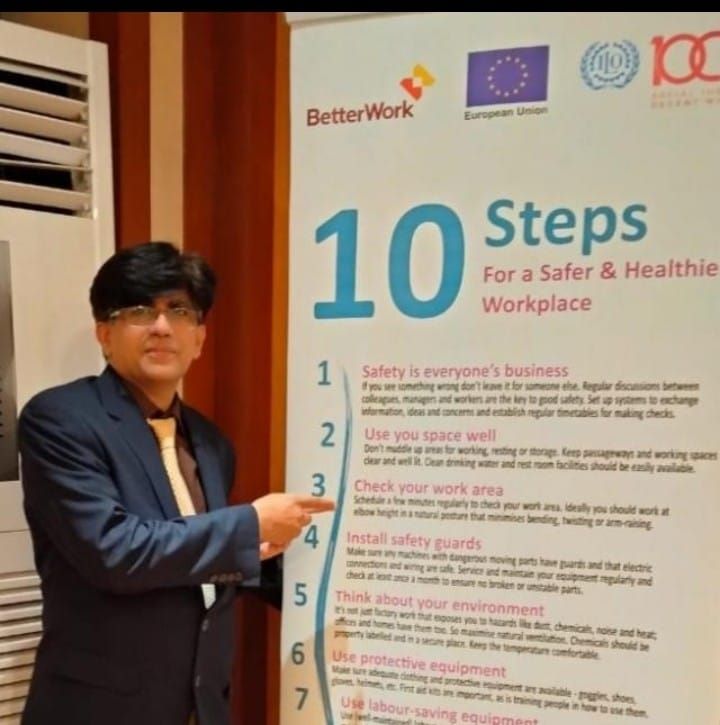 BetterWork
European Union
ILO
100
10 Steps
For a Safer & Healthie
Workplace
1 Safety is everyone's business
If you see something wrong don't leave it for someone else. Regular discussions between
colleagues, managers and workers are the key to good safety. Set up systems to exchange
information, ideas and concerns and establish regular timetables for making checks.
2 Use you space well
Don't muddle up areas for working, resting or storage. Keep passageways and working spaces
clear and well lit. Clean drinking water and rest room facilities should be easily available.
3 Check your work area
Schedule a few minutes regularly to check your work area. Ideally you should work at
elbow height in a natural posture that minimises bending, twisting or arm-raising.
4 Install safety guards
Make sure any machines with dangerous moving parts have guards and that electric
connections and wiring are safe. Service and maintain your equipment regularly and
check at least once a month to ensure no broken or unstable parts.
5 Think about your environment
It's not just factory work that exposes you to hazards like dust, chemicals, noise and heat;
offices and homes have them too. So maximise natural ventilation. Chemicals should be
property labelled and in a secure place. Keep the temperature comfortable.
6 Use protective equipment
Make sure adequate clothing and protective equipment are available - goggles, shoes,
gloves, helmets, etc. First aid kits are important, as is training people in how to use them.
7 Use labour-saving equipment